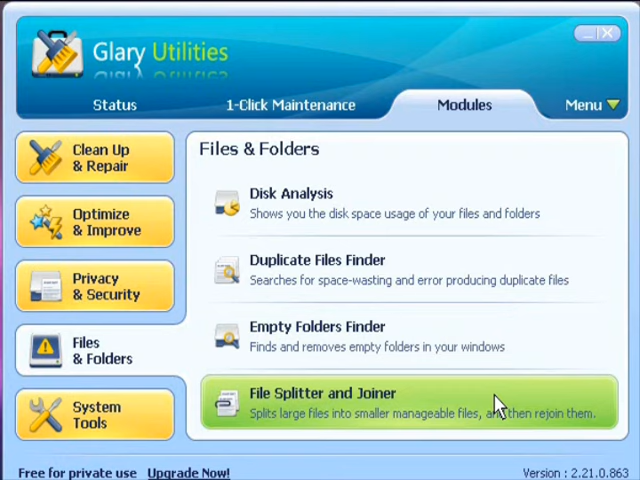 Glary Utilities
Status
1-Click Maintenance
Modules
Menu
Clean Up
& Repair
Optimize
& Improve
Privacy
& Security
Files
& Folders
System
Tools
Files & Folders
Disk Analysis
Shows you the disk space usage of your files and folders
Duplicate Files Finder
Searches for space-wasting and error producing duplicate files
Empty Folders Finder
Finds and removes empty folders in your windows
File Splitter and Joiner
Splits large files into smaller manageable files, and then rejoin them.
Free for private use
Upgrade Now!
Version : 2.21.0.863